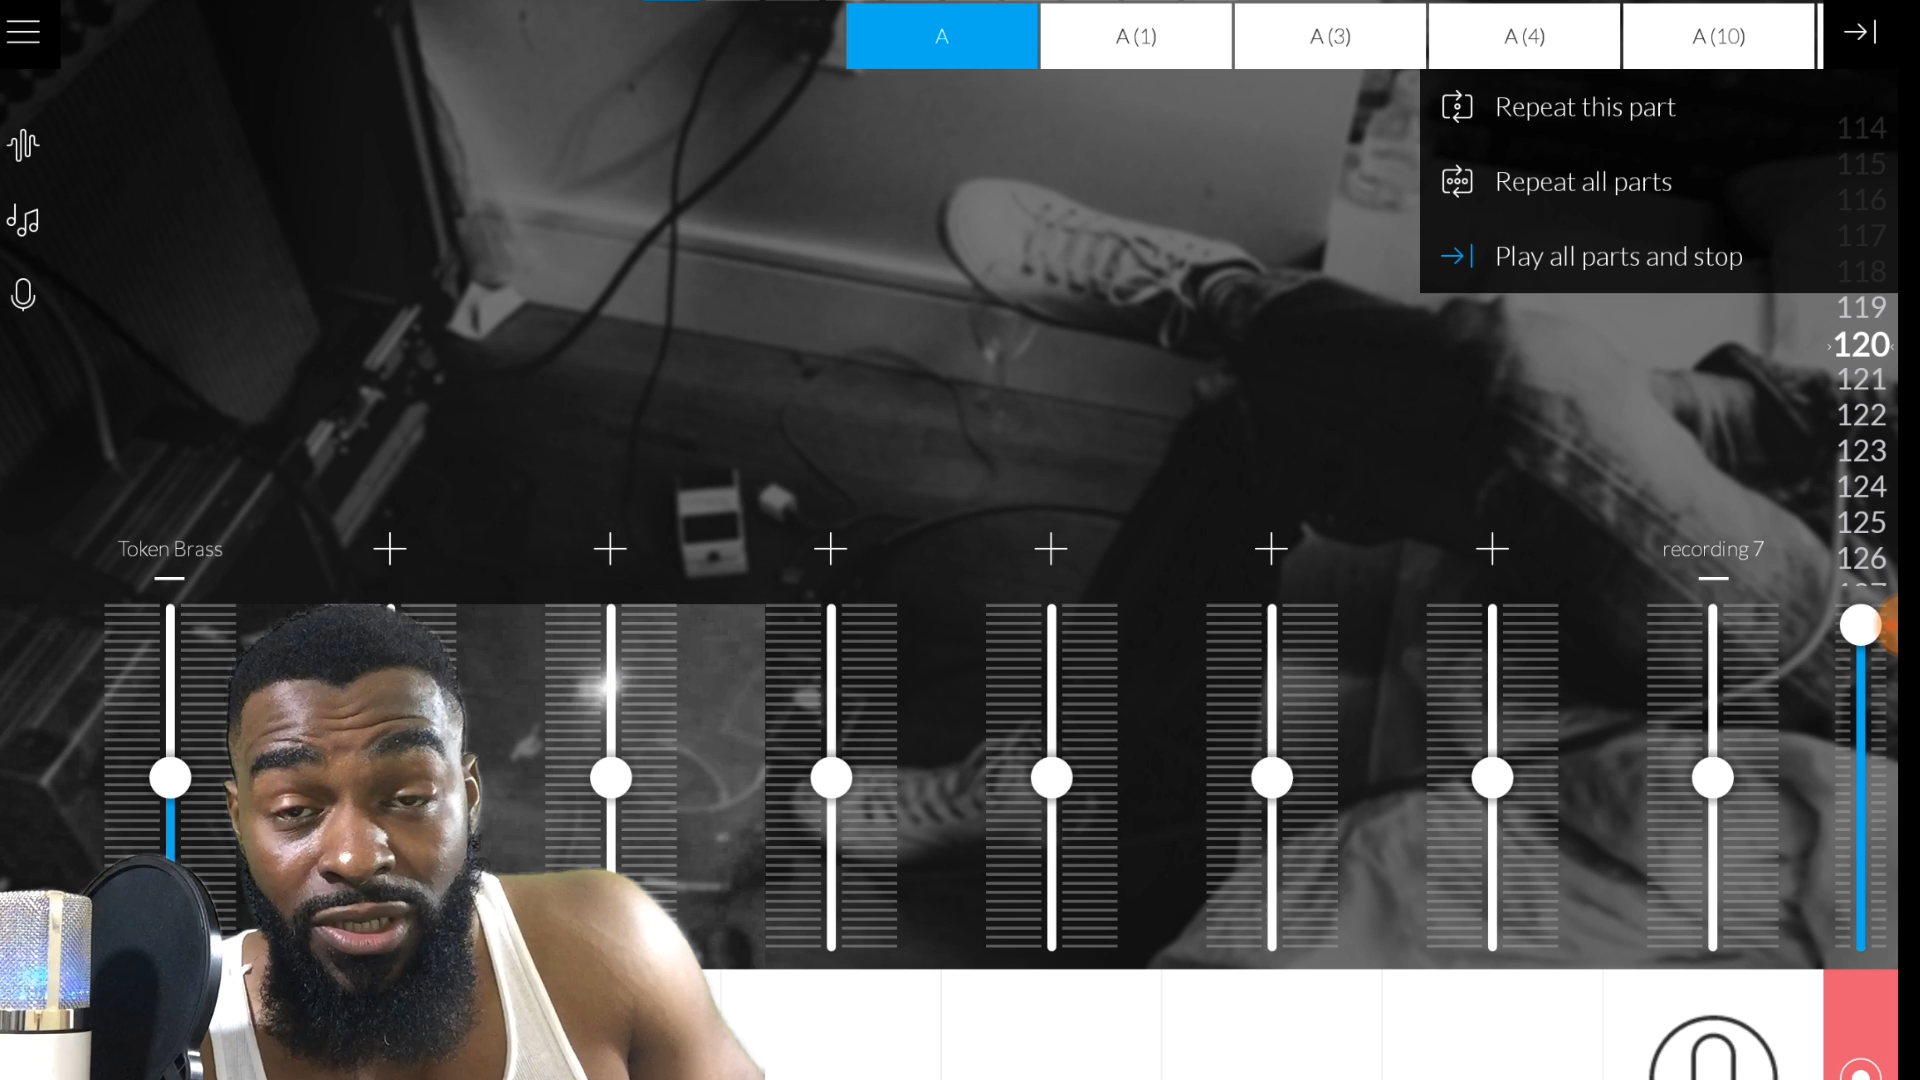 A
A (1)
A (3)
A (4)
A (10)
Repeat this part
Repeat all parts
Play all parts and stop
114
115
116
117
118
119
120
121
122
123
124
125
126
Token Brass
recording 7